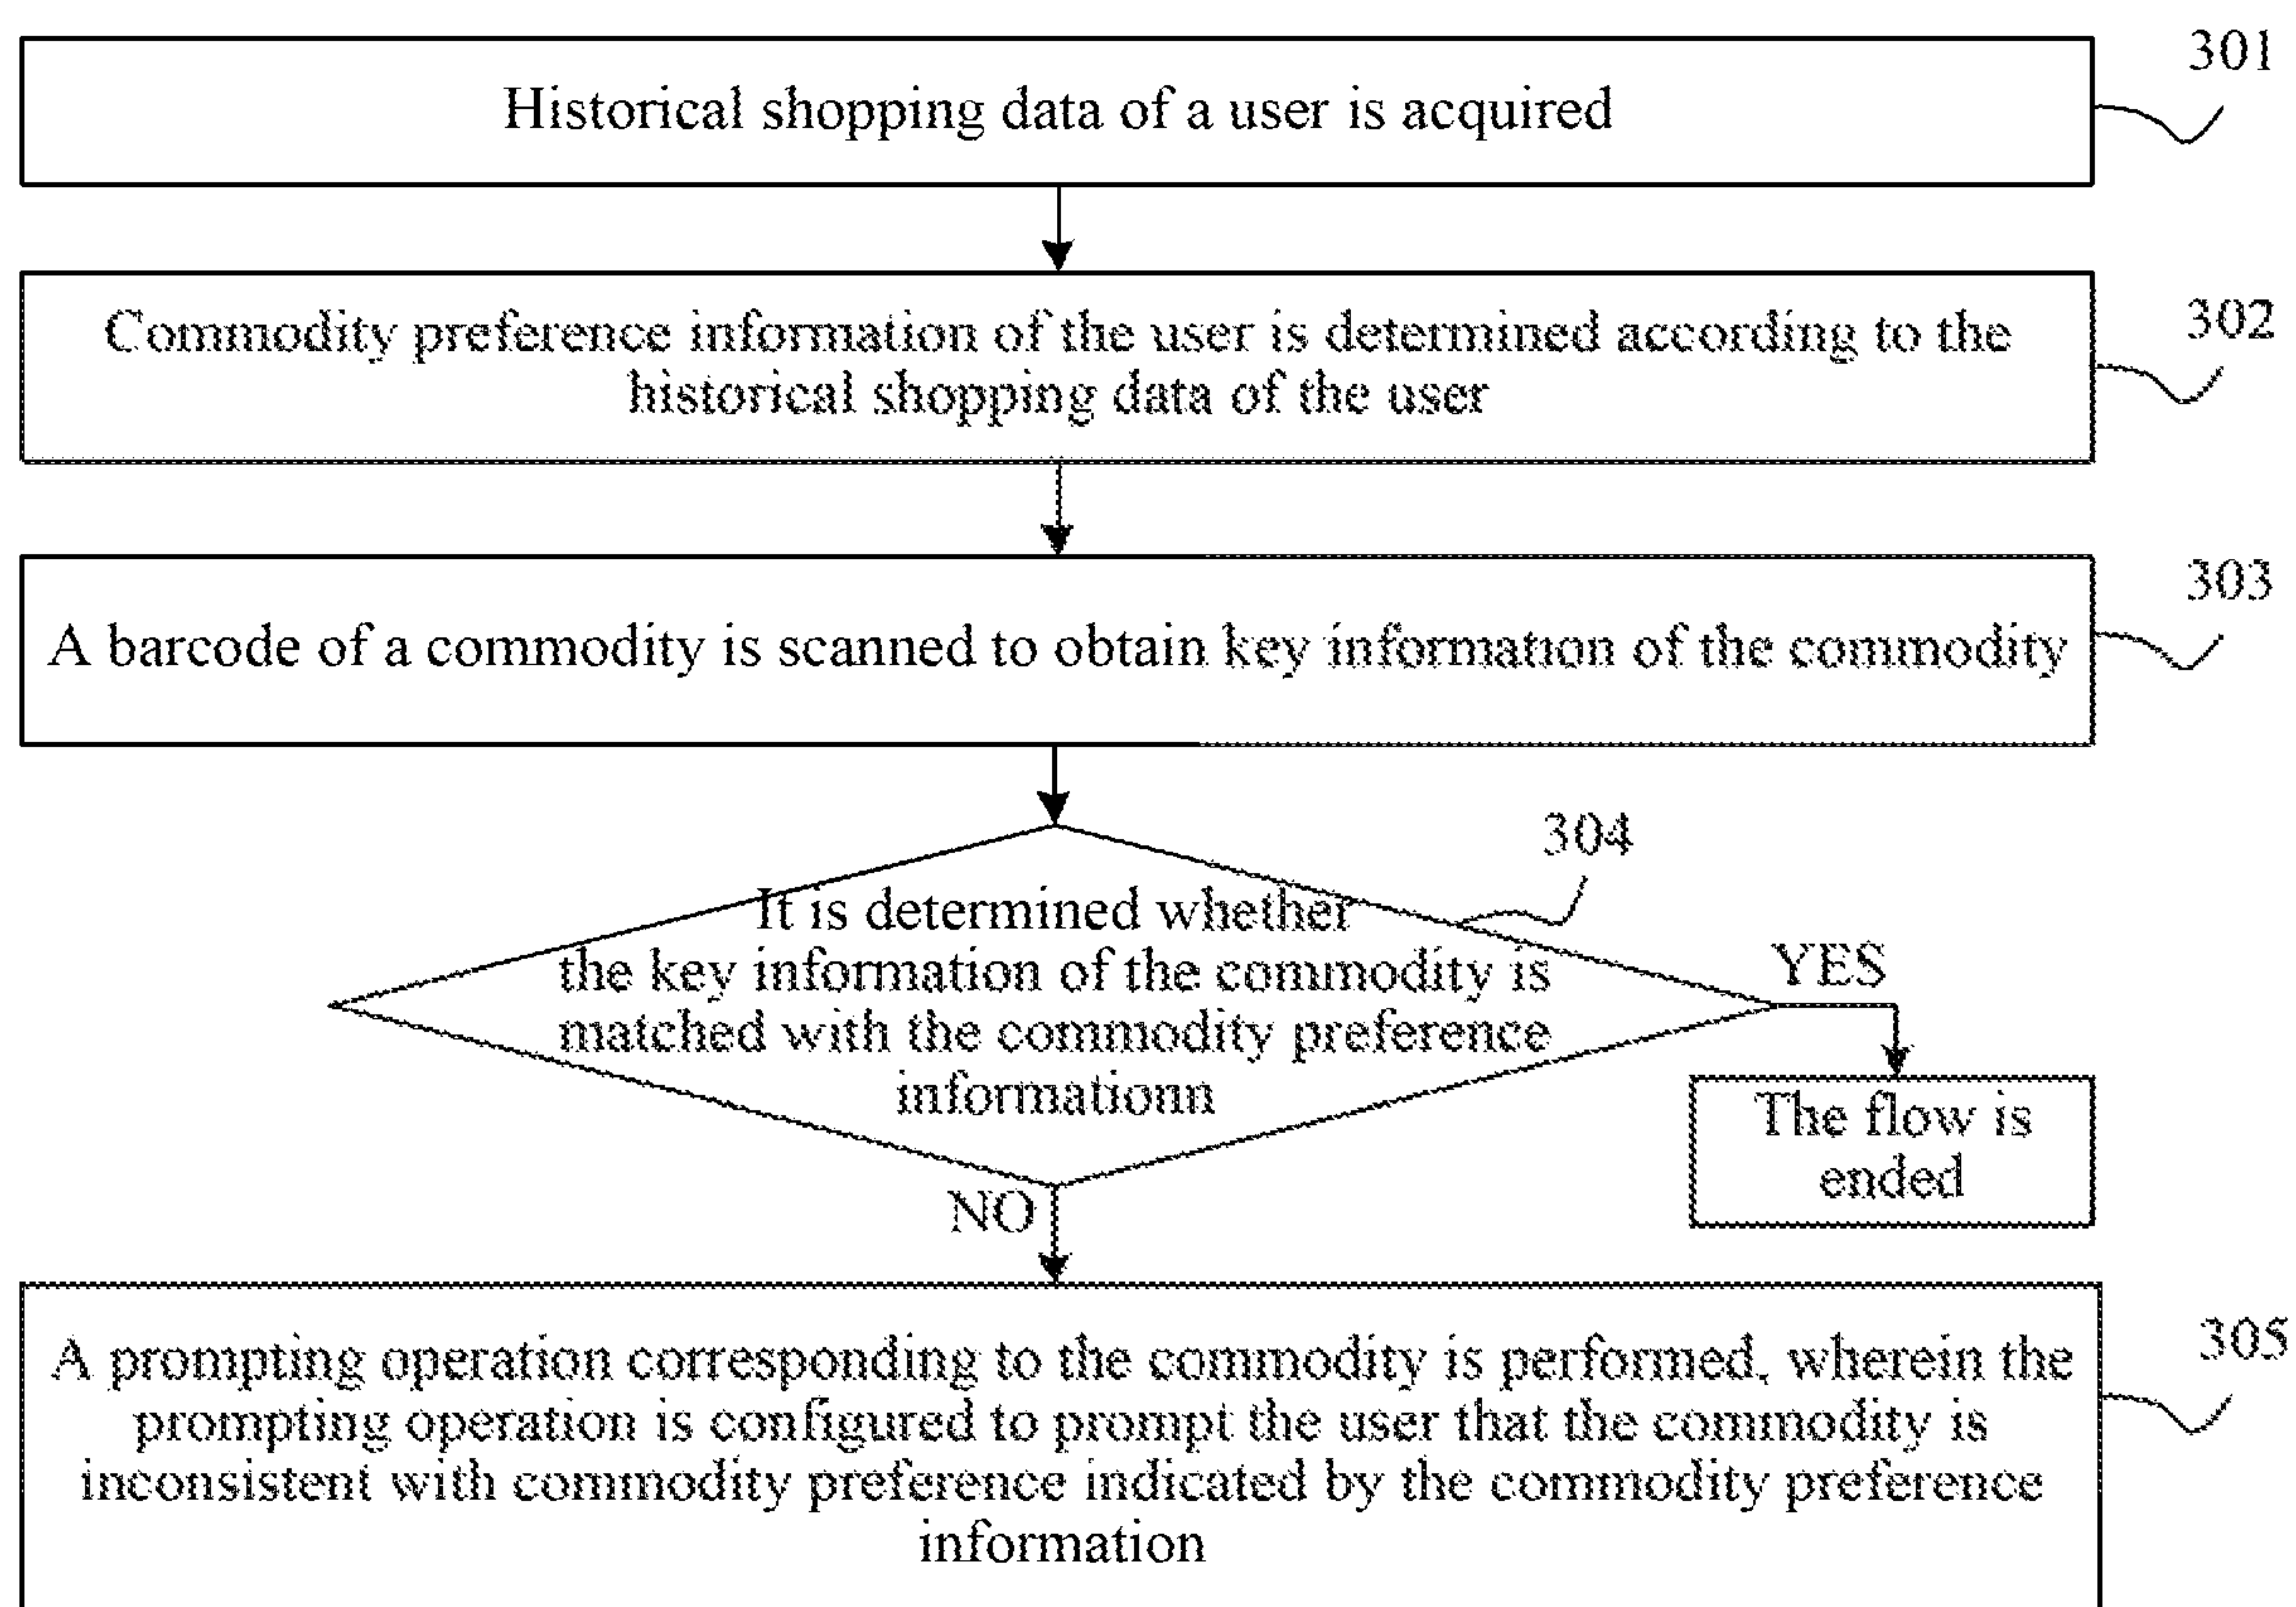 301
Historical shopping data of a user is acquired
302
Commodity preference information of the user is determined according to the
historical shopping data of the user
303
A barcode of a commodity is scanned to obtain key information of the commodity
304
It is determined whether
the key information of the commodity is
matched with the commodity preference
informationn
YES
The flow is
ended
NO
305
A prompting operation corresponding to the commodity is performed, wherein the
prompting operation is configured to prompt the user that the commodity is
inconsistent with commodity preference indicated by the commodity preference
information